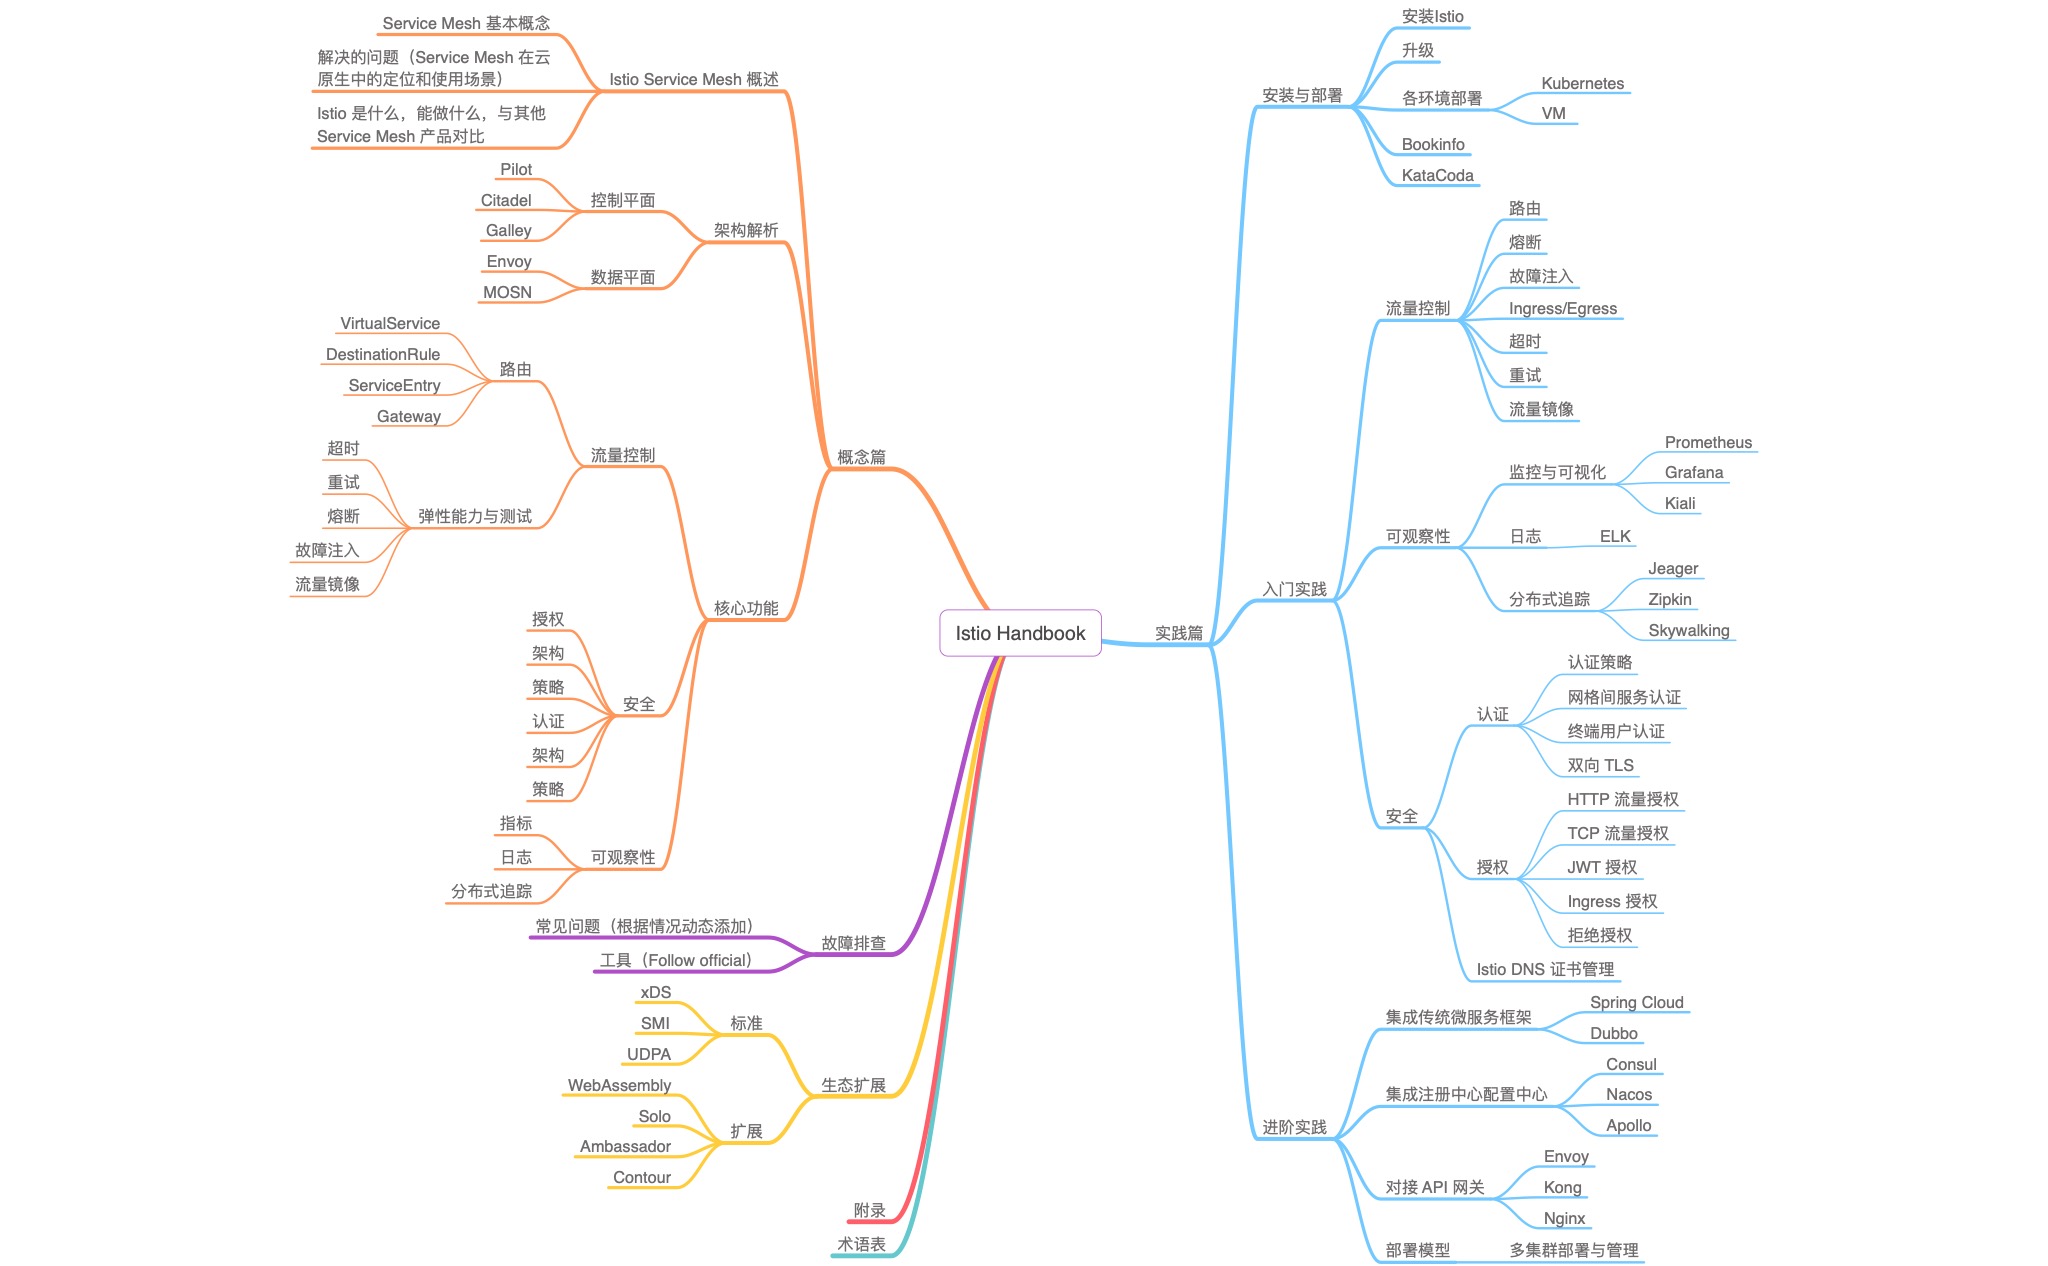 Istio Handbook
概念篇
Istio Service Mesh 概述
Service Mesh 基本概念
解决的问题（Service Mesh 在云
原生中的定位和使用场景）
Istio 是什么，能做什么，与其他
Service Mesh 产品对比
架构解析
控制平面
Pilot
Citadel
Galley
数据平面
Envoy
MOSN
核心功能
流量控制
路由
VirtualService
DestinationRule
ServiceEntry
Gateway
弹性能力与测试
超时
重试
熔断
故障注入
流量镜像
安全
授权
架构
策略
认证
架构
策略
可观察性
指标
日志
分布式追踪
故障排查
常见问题（根据情况动态添加）
工具（Follow official）
生态扩展
标准
xDS
SMI
UDPA
扩展
WebAssembly
Solo
Ambassador
Contour
附录
术语表
实践篇
安装与部署
安装Istio
升级
各环境部署
Kubernetes
VM
Bookinfo
KataCoda
入门实践
流量控制
路由
熔断
故障注入
Ingress/Egress
超时
重试
流量镜像
可观察性
监控与可视化
Prometheus
Grafana
Kiali
日志
ELK
分布式追踪
Jeager
Zipkin
Skywalking
安全
认证
认证策略
网格间服务认证
终端用户认证
双向 TLS
授权
HTTP 流量授权
TCP 流量授权
JWT 授权
Ingress 授权
拒绝授权
Istio DNS 证书管理
进阶实践
集成传统微服务框架
Spring Cloud
Dubbo
集成注册中心配置中心
Consul
Nacos
Apollo
对接 API 网关
Envoy
Kong
Nginx
部署模型
多集群部署与管理